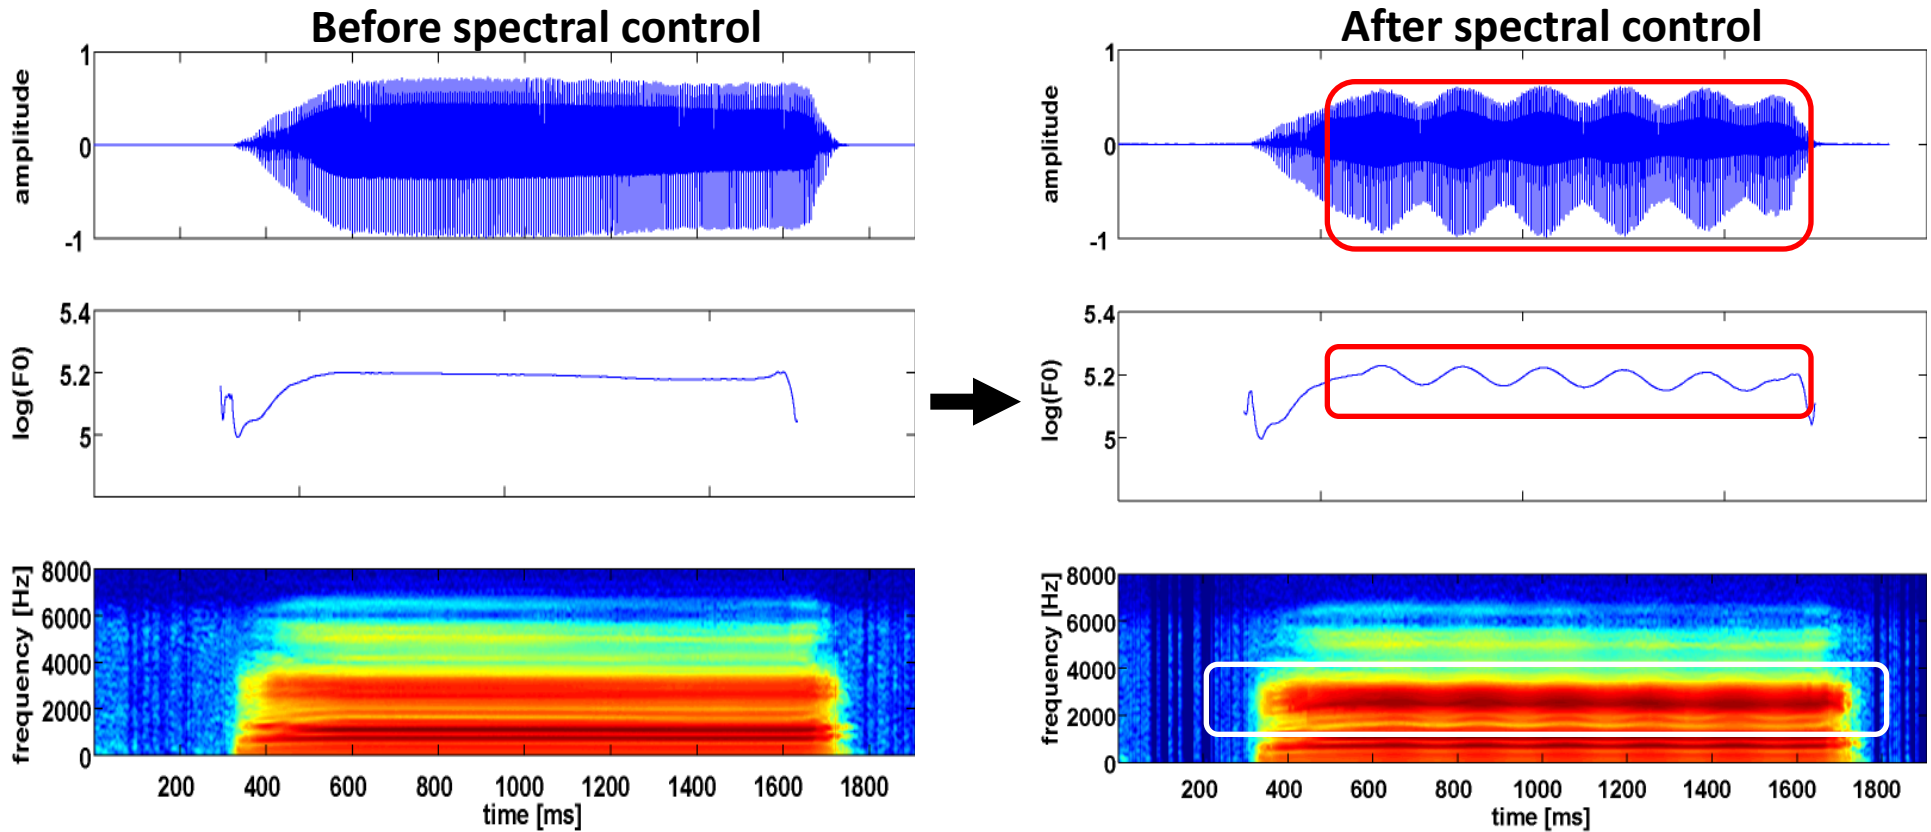 Before spectral control
After spectral control
amplitude
1
0
-1
amplitude
1
0
-1
log(F0)
5.4
5.2
5
log(F0)
5.4
5.2
5
frequency [Hz]
8000
6000
4000
2000
0
200 400 600 800 1000 1200 1400 1600 1800
time [ms]
frequency [Hz]
8000
6000
4000
2000
0
200 400 600 800 1000 1200 1400 1600 1800
time [ms]